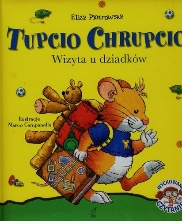 Eliza Piotrowska
TUPCIO CHRUPCIO
Wizyta u dziadków
Ilustracje
Marco Campanella